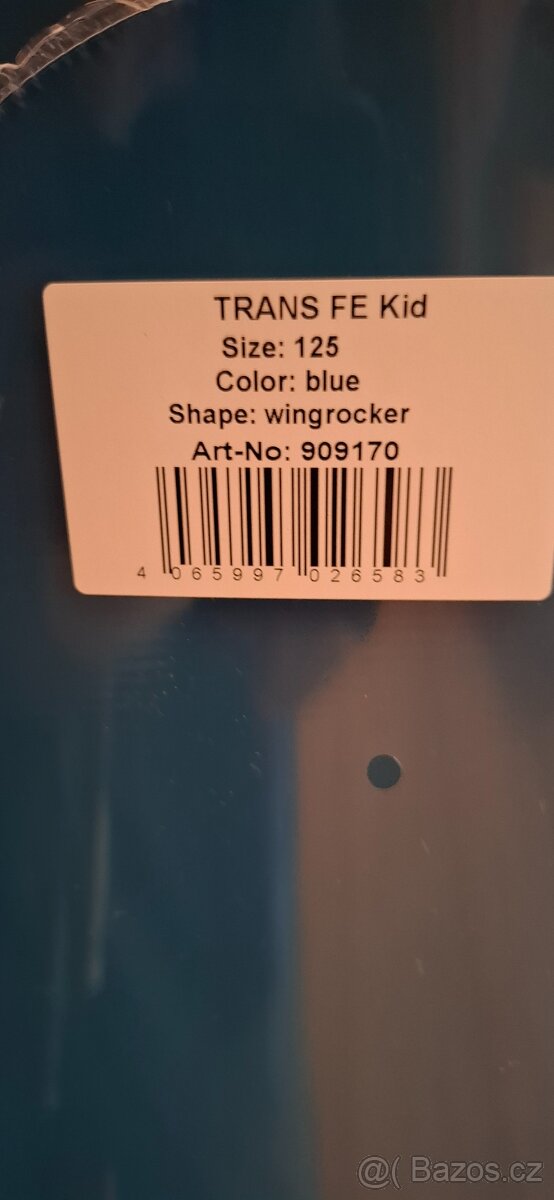 TRANS FE Kid
Size: 125
Color: blue
Shape: wingrocker
Art-No: 909170
4 065997 026583
@( Bazos.cz